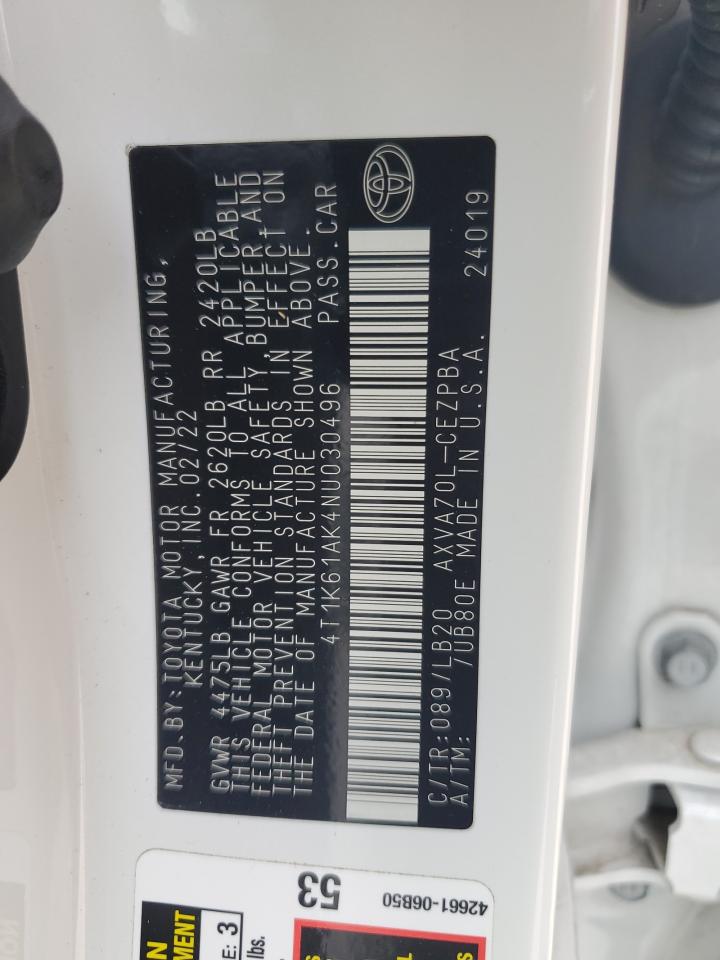 MFD.BY:TOYOTA MOTOR MANUFACTURING,
KENTUCKY, INC.02/22
GVWR 4475LB GAWR FR 2620LB RR 2420LB
THIS VEHICLE CONFORMS TO ALL APPLICABLE
FEDERAL MOTOR VEHICLE SAFETY, BUMPER AND
THEFT PREVENTION STANDARDS IN EFFECT ON
THE DATE OF MANUFACTURE SHOWN ABOVE.
4T1K61AK4NU030496 PASS.CAR
C/TR:089/LB20 AXVA70L-CEZPBA
A/TM: 7UB80E MADE IN U.S.A. 24019
53
42661-06B50
E: 3
lbs.